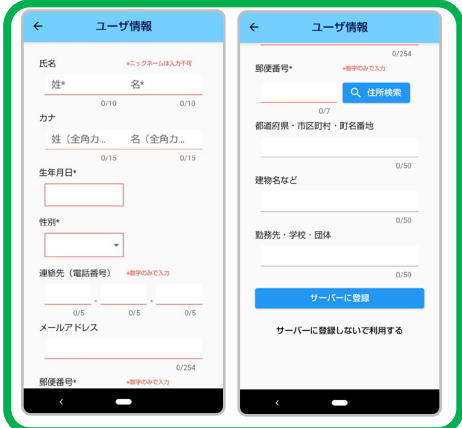 ユーザ情報
氏名 *ニックネームは入力不可
姓* 名*
0/10 0/10
カナ
姓（全角カ... 名（全角カ...
0/15 0/15
生年月日*
性別*
連絡先（電話番号） *数字のみで入力
- -
0/5 0/5 0/5
メールアドレス
0/254
郵便番号* *数字のみで入力
ユーザ情報
0/254
郵便番号* *数字のみで入力
住所検索
0/7
都道府県・市区町村・町名番地
0/50
建物名など
0/50
勤務先・学校・団体
0/50
サーバーに登録
サーバーに登録しないで利用する